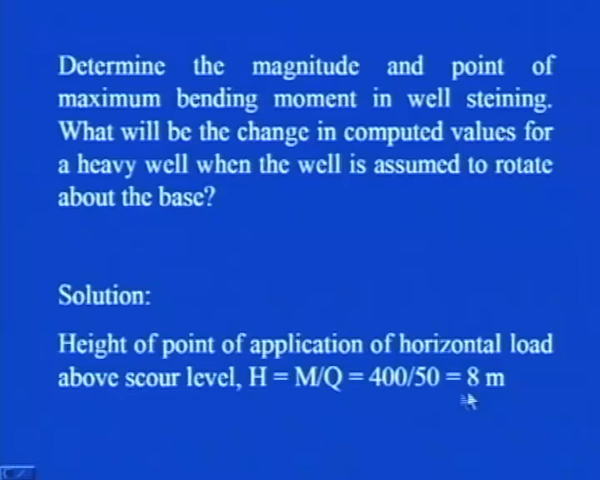 Determine the magnitude and point of
maximum bending moment in well steining.
What will be the change in computed values for
a heavy well when the well is assumed to rotate
about the base?
Solution:
Height of point of application of horizontal load
above scour level, H = M/Q = 400/50 = 8 m